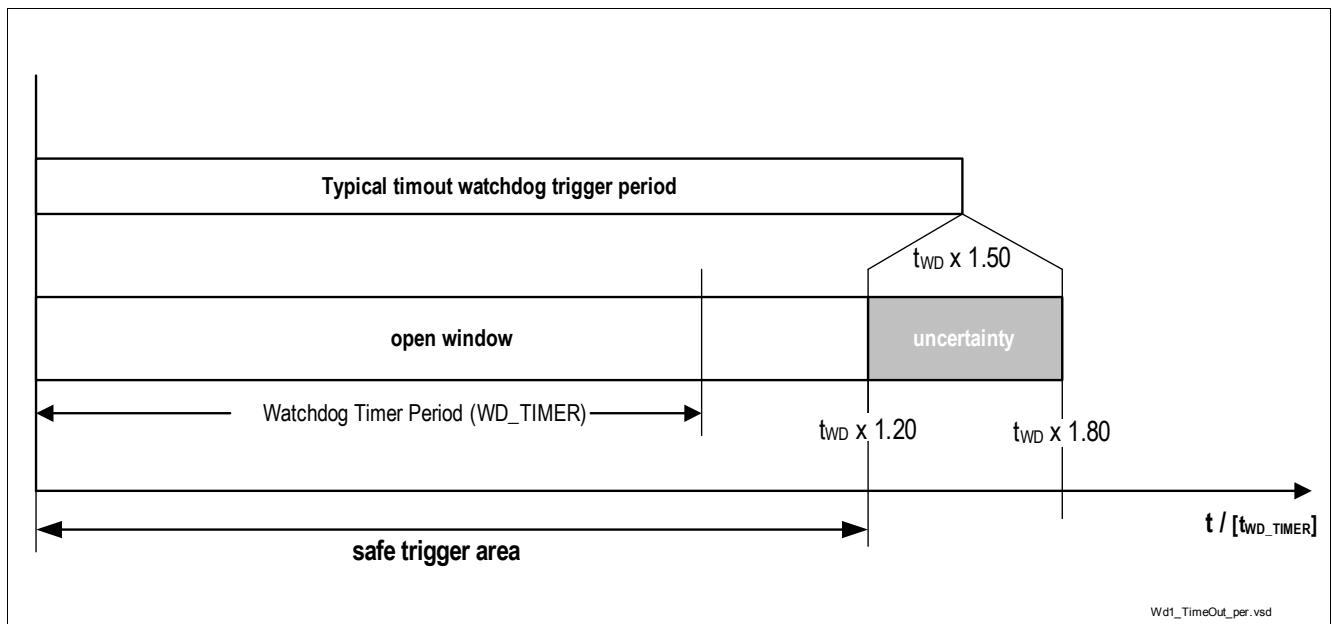 Typical timout watchdog trigger period
tWD x 1.50
open window
uncertainty
Watchdog Timer Period (WD_TIMER)
tWD x 1.20
tWD x 1.80
t / [tWD_TIMER]
safe trigger area
Wd1_TimeOut_per.vsd